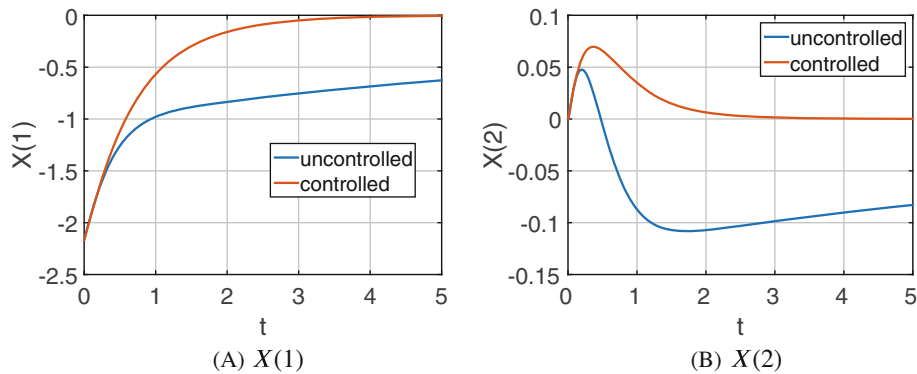 0
-0.5
-1
-1.5
-2
-2.5
X(1)
uncontrolled
controlled
0 1 2 3 4 5
t
(A) X(1)
0.1
0.05
0
-0.05
-0.1
-0.15
X(2)
uncontrolled
controlled
0 1 2 3 4 5
t
(B) X(2)